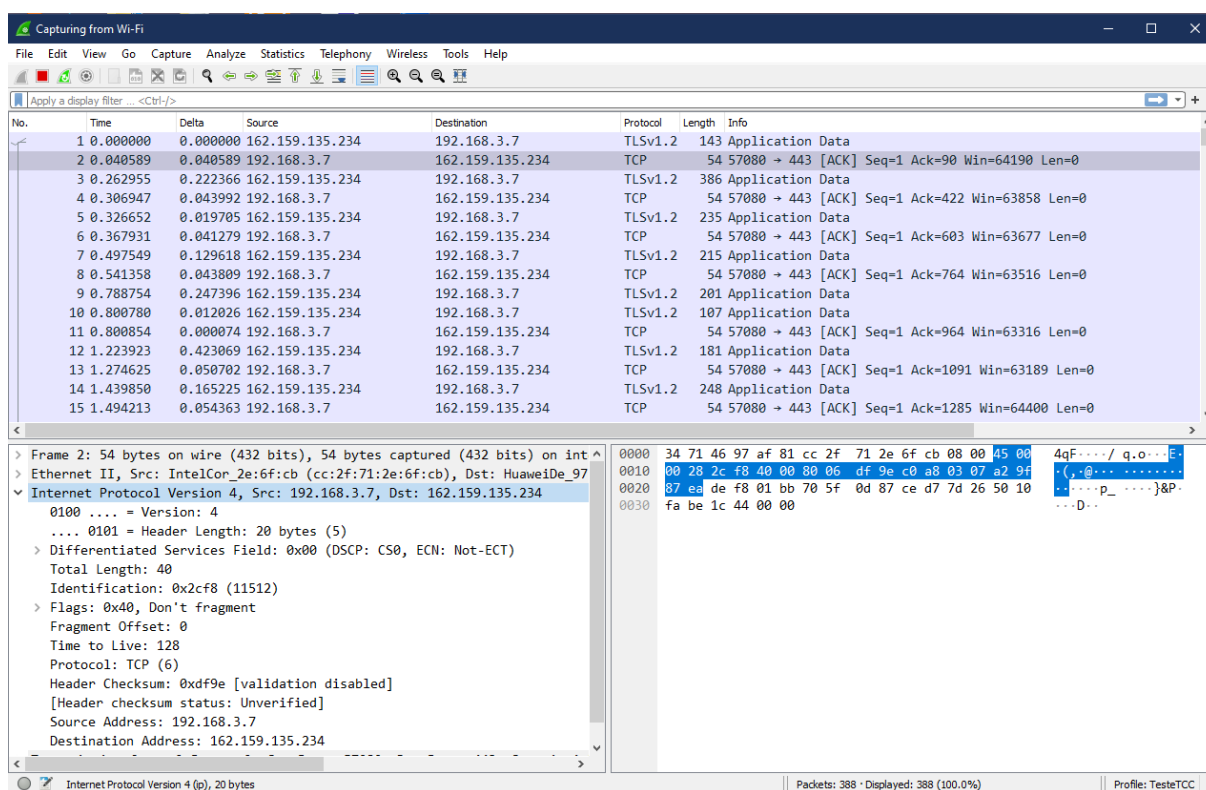 Capturing from Wi-Fi
File Edit View Go Capture Analyze Statistics Telephony Wireless Tools Help
Apply a display filter ... <Ctrl-/>
No. Time Delta Source Destination Protocol Length Info
1 0.000000 0.000000 162.159.135.234 192.168.3.7 TLSv1.2 143 Application Data
2 0.040589 0.040589 192.168.3.7 162.159.135.234 TCP 54 57080 → 443 [ACK] Seq=1 Ack=90 Win=64190 Len=0
3 0.262955 0.222366 162.159.135.234 192.168.3.7 TLSv1.2 386 Application Data
4 0.306947 0.043992 192.168.3.7 162.159.135.234 TCP 54 57080 → 443 [ACK] Seq=1 Ack=422 Win=63858 Len=0
5 0.326652 0.019705 162.159.135.234 192.168.3.7 TLSv1.2 235 Application Data
6 0.367931 0.041279 192.168.3.7 162.159.135.234 TCP 54 57080 → 443 [ACK] Seq=1 Ack=603 Win=63677 Len=0
7 0.497549 0.129618 162.159.135.234 192.168.3.7 TLSv1.2 215 Application Data
8 0.541358 0.043809 192.168.3.7 162.159.135.234 TCP 54 57080 → 443 [ACK] Seq=1 Ack=764 Win=63516 Len=0
9 0.788754 0.247396 162.159.135.234 192.168.3.7 TLSv1.2 201 Application Data
10 0.800780 0.012026 162.159.135.234 192.168.3.7 TLSv1.2 107 Application Data
11 0.800854 0.000074 192.168.3.7 162.159.135.234 TCP 54 57080 → 443 [ACK] Seq=1 Ack=964 Win=63316 Len=0
12 1.223923 0.423069 162.159.135.234 192.168.3.7 TLSv1.2 181 Application Data
13 1.274625 0.050702 192.168.3.7 162.159.135.234 TCP 54 57080 → 443 [ACK] Seq=1 Ack=1091 Win=63189 Len=0
14 1.439850 0.165225 162.159.135.234 192.168.3.7 TLSv1.2 248 Application Data
15 1.494213 0.054363 192.168.3.7 162.159.135.234 TCP 54 57080 → 443 [ACK] Seq=1 Ack=1285 Win=64400 Len=0
Frame 2: 54 bytes on wire (432 bits), 54 bytes captured (432 bits) on int
Ethernet II, Src: IntelCor_2e:6f:cb (cc:2f:71:2e:6f:cb), Dst: HuaweiDe_97
Internet Protocol Version 4, Src: 192.168.3.7, Dst: 162.159.135.234
0100 .... = Version: 4
.... 0101 = Header Length: 20 bytes (5)
Differentiated Services Field: 0x00 (DSCP: CS0, ECN: Not-ECT)
Total Length: 40
Identification: 0x2cf8 (11512)
Flags: 0x40, Don't fragment
Fragment Offset: 0
Time to Live: 128
Protocol: TCP (6)
Header Checksum: 0xdf9e [validation disabled]
[Header checksum status: Unverified]
Source Address: 192.168.3.7
Destination Address: 162.159.135.234
0000 34 71 46 97 af 81 cc 2f 71 2e 6f cb 08 00 45 00 4qF····/ q.o···E·
0010 00 28 2c f8 40 00 80 06 df 9e c0 a8 03 07 a2 9f ·(,·@··· ········
0020 87 ea de f8 01 bb 70 5f 0d 87 ce d7 7d 26 50 10 ······p_ ····}&P·
0030 fa be 1c 44 00 00 ···D··
Internet Protocol Version 4 (ip), 20 bytes
Packets: 388 · Displayed: 388 (100.0%)
Profile: TesteTCC